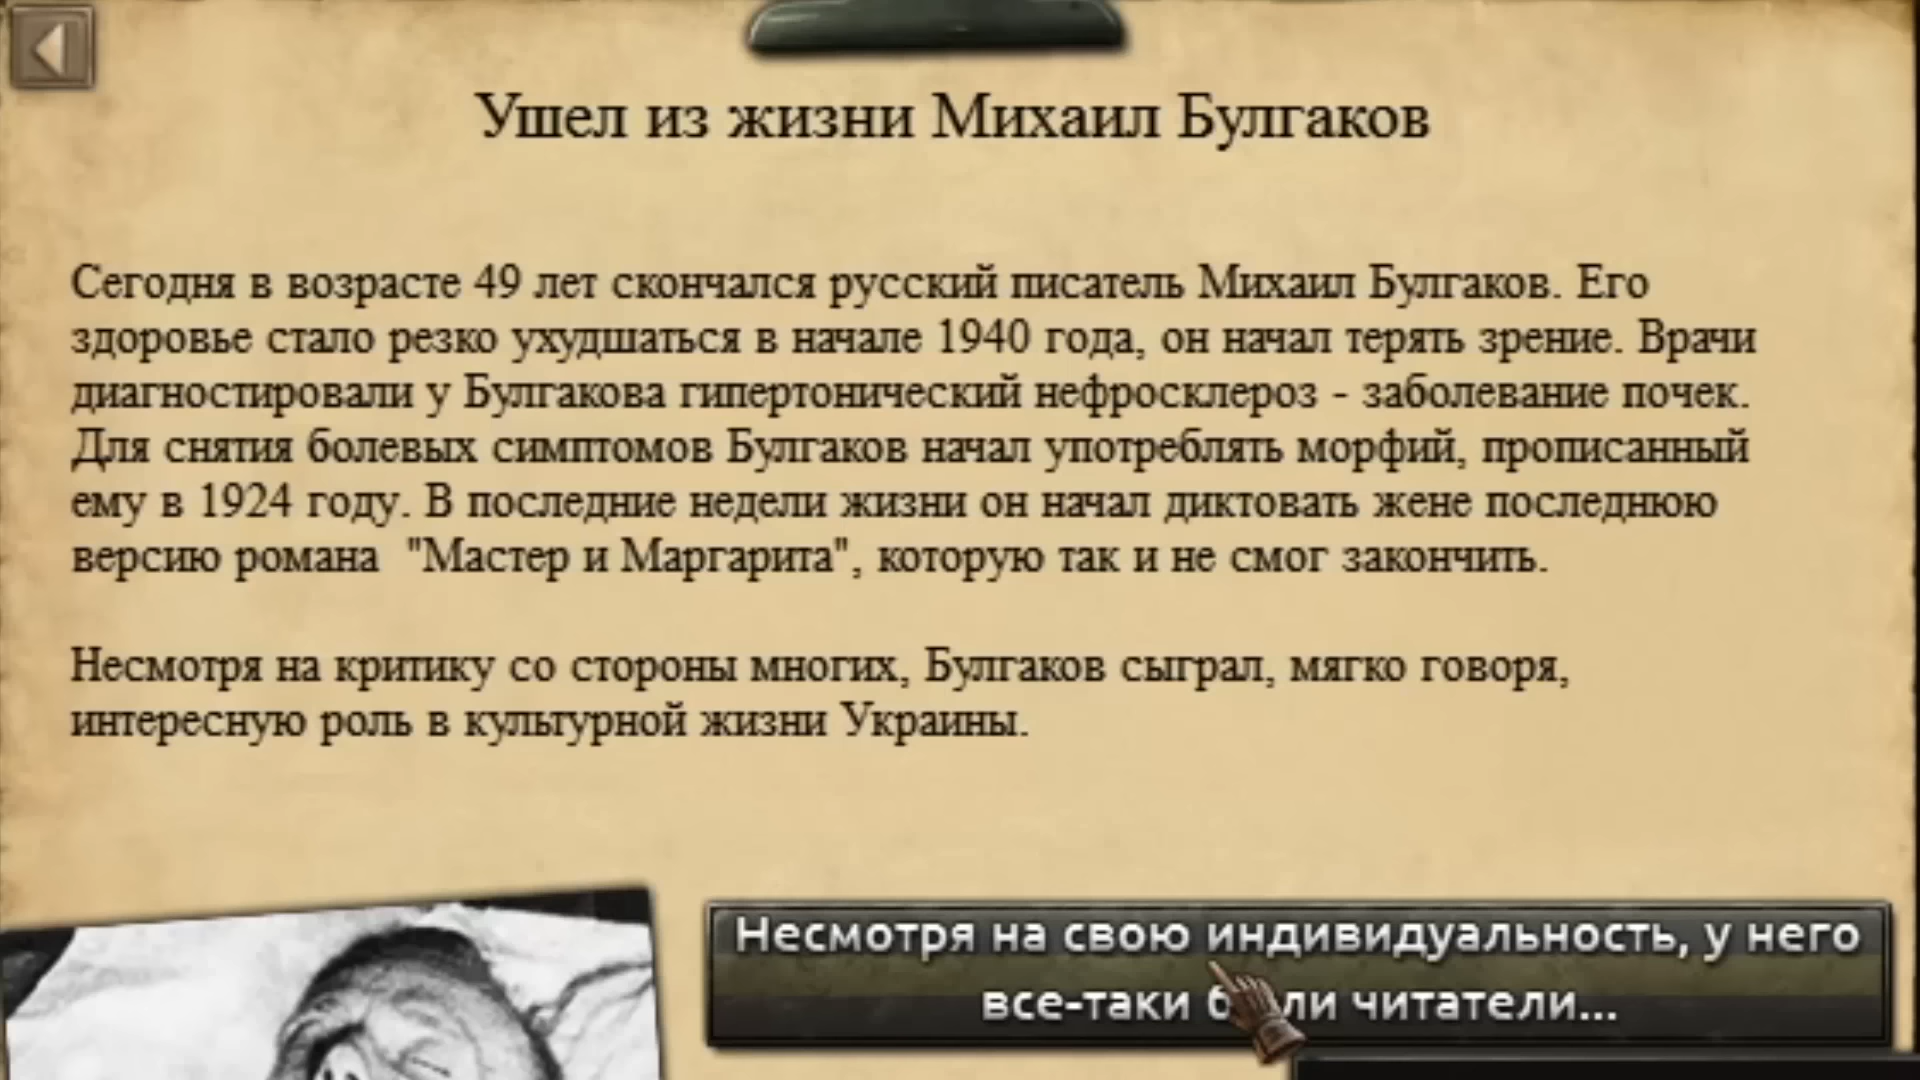 Ушел из жизни Михаил Булгаков
Сегодня в возрасте 49 лет скончался русский писатель Михаил Булгаков. Его
здоровье стало резко ухудшаться в начале 1940 года, он начал терять зрение. Врачи
диагностировали у Булгакова гипертонический нефросклероз - заболевание почек.
Для снятия болевых симптомов Булгаков начал употреблять морфий, прописанный
ему в 1924 году. В последние недели жизни он начал диктовать жене последнюю
версию романа "Мастер и Маргарита", которую так и не смог закончить.
Несмотря на критику со стороны многих, Булгаков сыграл, мягко говоря,
интересную роль в культурной жизни Украины.
Несмотря на свою индивидуальность, у него
все-таки были читатели...